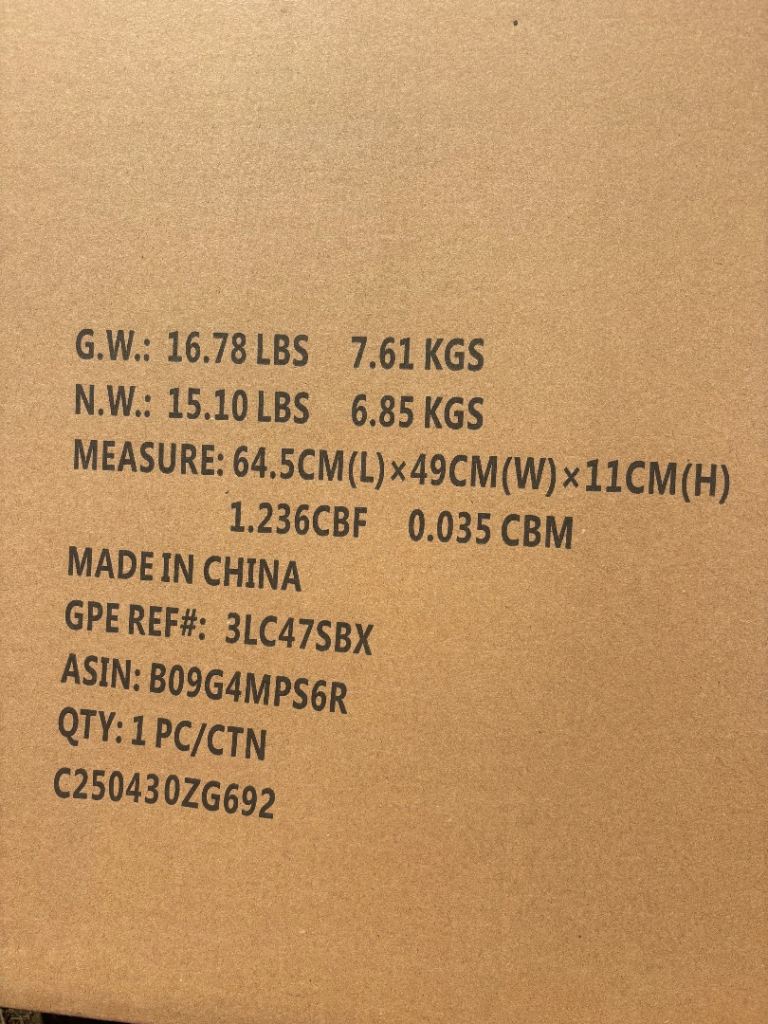 G.W.: 16.78 LBS 7.61 KGS
N.W.: 15.10 LBS 6.85 KGS
MEASURE: 64.5CM(L)×49CM(W)×11CM(H)
1.236CBF 0.035 CBM
MADE IN CHINA
GPE REF#: 3LC47SBX
ASIN: B09G4MPS6R
QTY: 1 PC/CTN
C250430ZG692